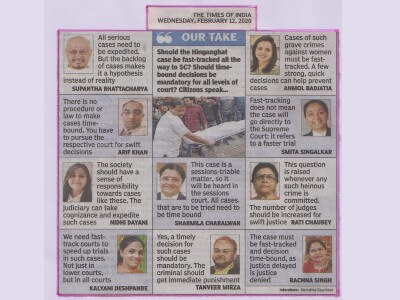 THE TIMES OF INDIA
WEDNESDAY, FEBRUARY 12, 2020
OUR TAKE
Should the Hinganghat
case be fast-tracked all the
way to SC? Should time-
bound decisions be
mandatory for all levels of
court? Citizens speak...
All serious
cases need to
be expedited.
But the backlog
of cases makes
it a hypothesis
instead of reality
SUPANTHA BHATTACHARYA
Cases of such
grave crimes
against women
must be fast-
tracked. A few
strong, quick
decisions can help prevent
cases
ANMOL BADJATIA
There is no
procedure or
law to make
cases time-
bound. You have
to pursue the
respective court for swift
decisions
ARIF KHAN
Fast-tracking
does not mean
the case will
go directly to
the Supreme
Court; it refers
to a faster trial
SMITA SINGALKAR
The society
should have a
sense of
responsibility
towards cases
like these. The
judiciary can take
cognizance and expedite
such cases
NIDHI DAYANI
This case is a
sessions-triable
matter, so it
will be heard in
the sessions
court. All cases
that are to be tried need to
be time bound
SHARMILA CHARALWAR
This question
is raised
whenever any
such heinous
crime is
committed.
The number of judges
should be increased for
swift justice
RATI CHAUBEY
We need fast-
track courts to
speed up trials
in such cases.
Not just in
lower courts,
but in all courts
KALYANI DESHPANDE
Yes, a timely
decision for
such cases
should be
mandatory. The
criminal should
get immediate punishment
TANVEER MIRZA
The case must
be fast-tracked
and decision
time-bound, as
justice delayed
is justice
denied
RACHNA SINGH